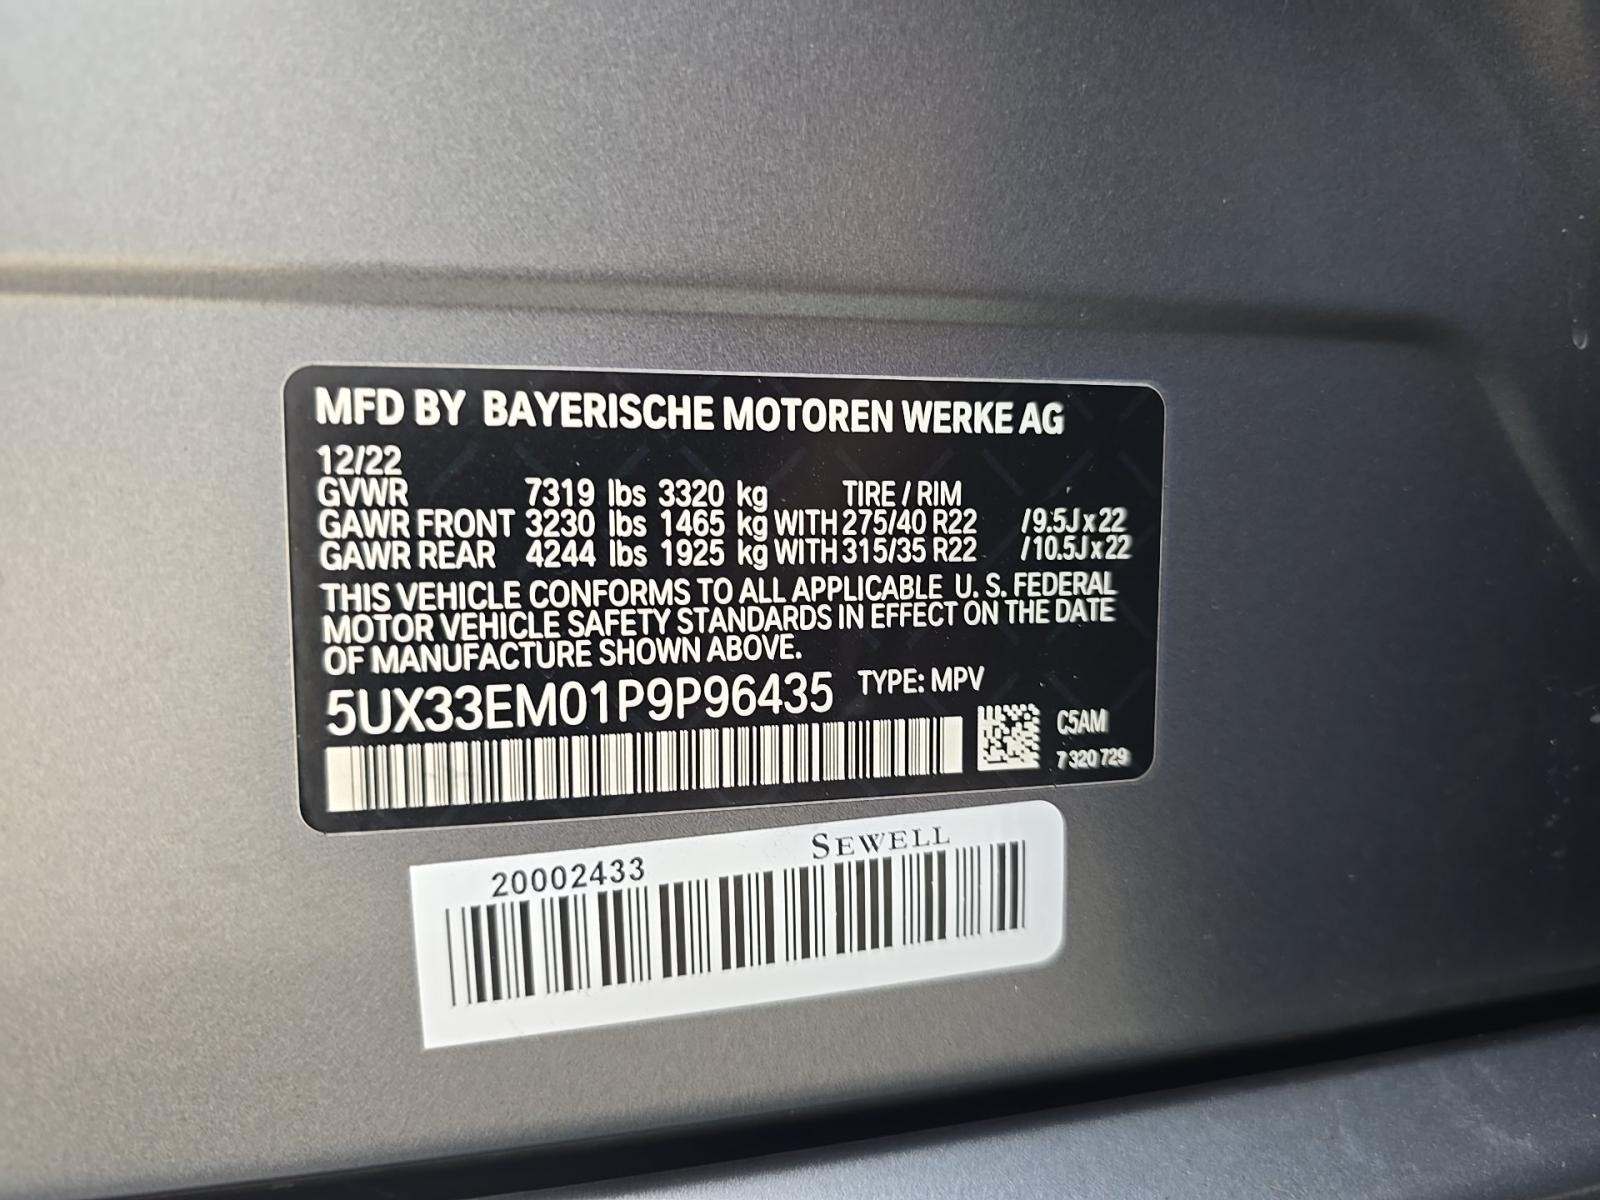 MFD BY BAYERISCHE MOTOREN WERKE AG
12/22
GVWR 7319 lbs 3320 kg TIRE / RIM
GAWR FRONT 3230 lbs 1465 kg WITH 275/40 R22 /9.5J x 22
GAWR REAR 4244 lbs 1925 kg WITH 315/35 R22 /10.5J x 22
THIS VEHICLE CONFORMS TO ALL APPLICABLE U. S. FEDERAL
MOTOR VEHICLE SAFETY STANDARDS IN EFFECT ON THE DATE
OF MANUFACTURE SHOWN ABOVE.
5UX33EM01P9P96435 TYPE: MPV
C5AM
7 320 729
SEWELL
20002433